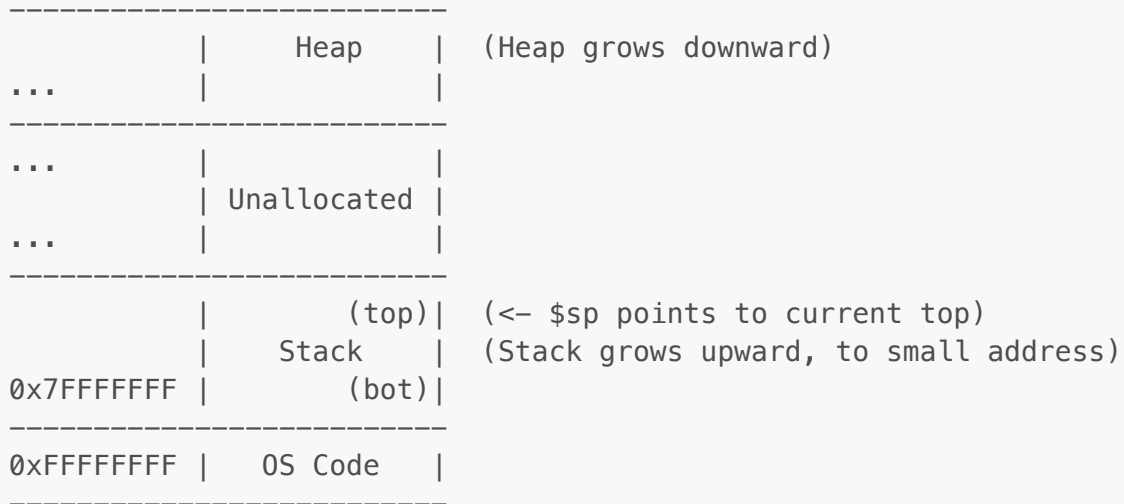 --------------------------
           |     Heap    |  (Heap grows downward)
...        |             |
--------------------------
...        |             |
           | Unallocated |
...        |             |
--------------------------
           |        (top)|  (<- $sp points to current top)
           |    Stack    |  (Stack grows upward, to small address)
0x7FFFFFFF |        (bot)|
--------------------------
0xFFFFFFFF |   OS Code   |
--------------------------